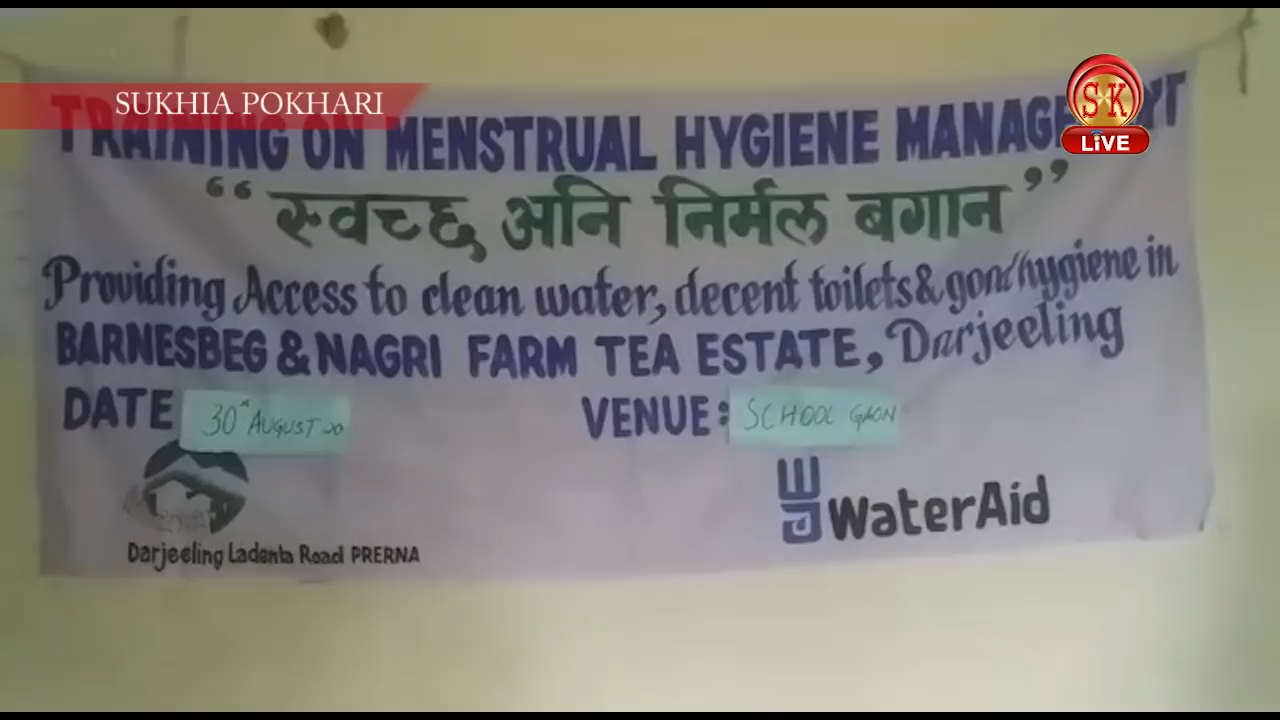 SUKHIA POKHARI
SK
LiVE
TRAINING ON MENSTRUAL HYGIENE
“स्वच्छ अनि निर्मल बगान”
Providing Access to clean water, decent toilets & good hygiene in
BARNESBEG & NAGRI FARM TEA ESTATE, Darjeeling
DATE 30th AUGUST 20 VENUE: SCHOOL GAON
WaterAid
Darjeeling Ladenla Road PRERNA